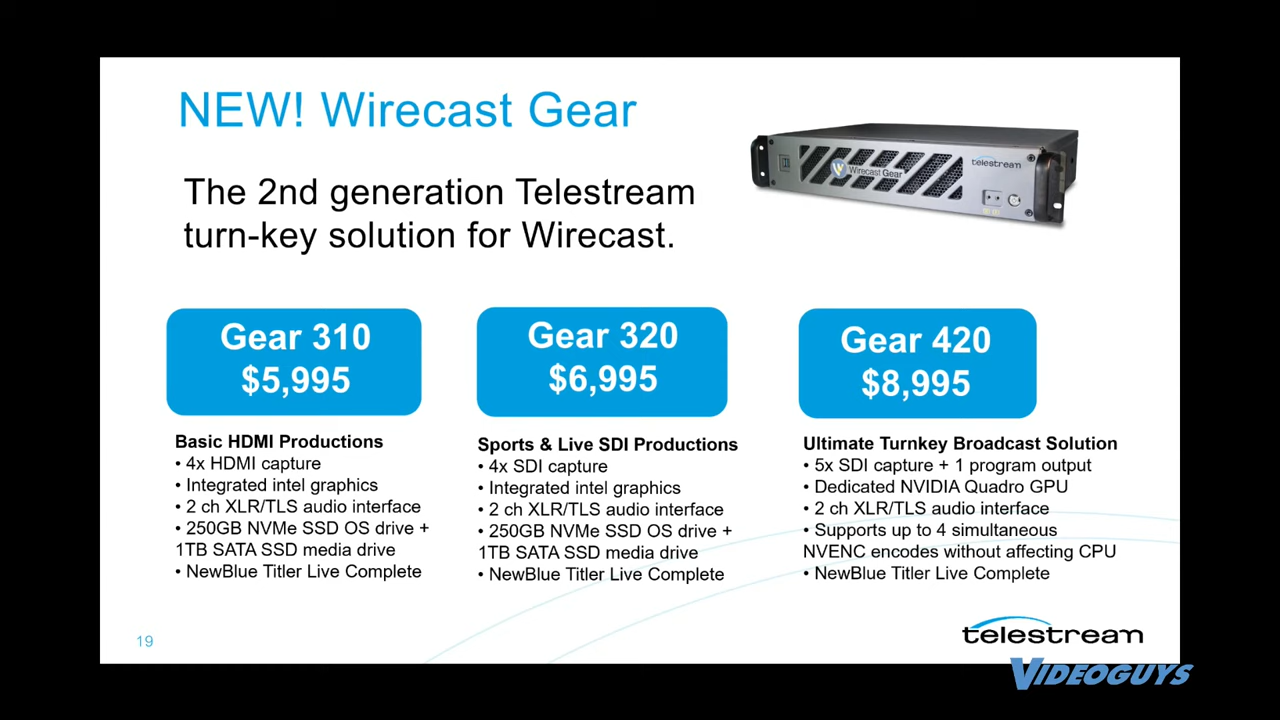 NEW! Wirecast Gear
The 2nd generation Telestream
turn-key solution for Wirecast.
Wirecast Gear
telestream
Gear 310
$5,995
Basic HDMI Productions
• 4x HDMI capture
• Integrated intel graphics
• 2 ch XLR/TLS audio interface
• 250GB NVMe SSD OS drive +
1TB SATA SSD media drive
• NewBlue Titler Live Complete
Gear 320
$6,995
Sports & Live SDI Productions
• 4x SDI capture
• Integrated intel graphics
• 2 ch XLR/TLS audio interface
• 250GB NVMe SSD OS drive +
1TB SATA SSD media drive
• NewBlue Titler Live Complete
Gear 420
$8,995
Ultimate Turnkey Broadcast Solution
• 5x SDI capture + 1 program output
• Dedicated NVIDIA Quadro GPU
• 2 ch XLR/TLS audio interface
• Supports up to 4 simultaneous
NVENC encodes without affecting CPU
• NewBlue Titler Live Complete
19
telestream
VIDEOGUYS